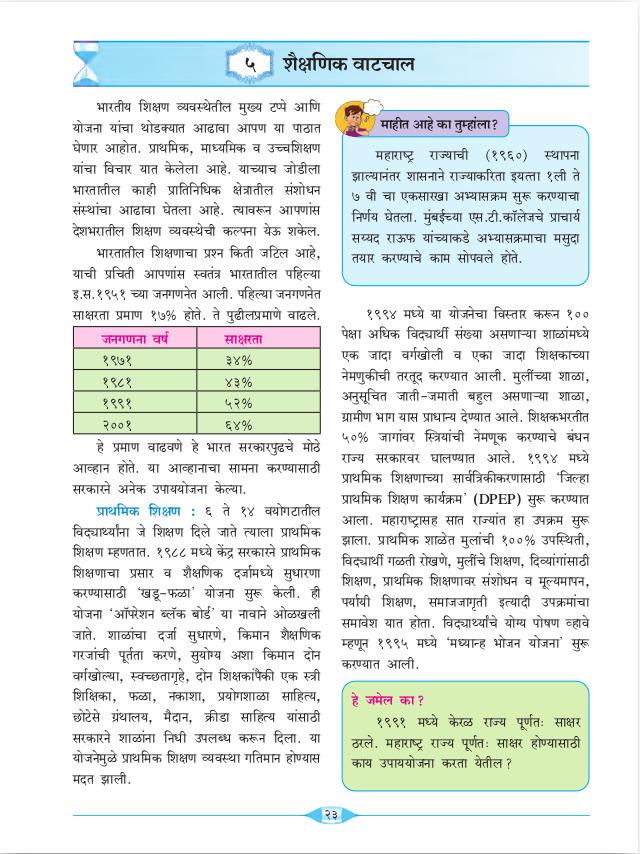 ५
शैक्षणिक वाटचाल
भारतीय शिक्षण व्यवस्थेतील मुख्य टप्पे आणि
योजना यांचा थोडक्यात आढावा आपण या पाठात
घेणार आहोत. प्राथमिक, माध्यमिक व उच्चशिक्षण
यांचा विचार यात केलेला आहे. याच्याच जोडीला
भारतातील काही प्रातिनिधिक क्षेत्रातील संशोधन
संस्थांचा आढावा घेतला आहे. त्यावरून आपणांस
देशभरातील शिक्षण व्यवस्थेची कल्पना येऊ शकेल.
भारतातील शिक्षणाचा प्रश्न किती जटिल आहे,
याची प्रचिती आपणांस स्वतंत्र भारतातील पहिल्या
इ.स.१९५१ च्या जनगणनेत आली. पहिल्या जनगणनेत
साक्षरता प्रमाण १७% होते. ते पुढीलप्रमाणे वाढले.
जनगणना वर्ष साक्षरता
१९७१ ३४%
१९८१ ४३%
१९९१ ५२%
२००१ ६४%
हे प्रमाण वाढवणे हे भारत सरकारपुढचे मोठे
आव्हान होते. या आव्हानाचा सामना करण्यासाठी
सरकारने अनेक उपाययोजना केल्या.
प्राथमिक शिक्षण : ६ ते १४ वयोगटातील
विद्यार्थ्यांना जे शिक्षण दिले जाते त्याला प्राथमिक
शिक्षण म्हणतात. १९८८ मध्ये केंद्र सरकारने प्राथमिक
शिक्षणाचा प्रसार व शैक्षणिक दर्जामध्ये सुधारणा
करण्यासाठी ‘खडू-फळा’ योजना सुरू केली. ही
योजना ‘ऑपरेशन ब्लॅक बोर्ड’ या नावाने ओळखली
जाते. शाळांचा दर्जा सुधारणे, किमान शैक्षणिक
गरजांची पूर्तता करणे, सुयोग्य अशा किमान दोन
वर्गखोल्या, स्वच्छतागृहे, दोन शिक्षकांपैकी एक स्त्री
शिक्षिका, फळा, नकाशा, प्रयोगशाळा साहित्य,
छोटेसे ग्रंथालय, मैदान, क्रीडा साहित्य यांसाठी
सरकारने शाळांना निधी उपलब्ध करून दिला. या
योजनेमुळे प्राथमिक शिक्षण व्यवस्था गतिमान होण्यास
मदत झाली.
माहीत आहे का तुम्हांला?
महाराष्ट्र राज्याची (१९६०) स्थापना
झाल्यानंतर शासनाने राज्याकरिता इयत्ता १ली ते
७ वी चा एकसारखा अभ्यासक्रम सुरू करण्याचा
निर्णय घेतला. मुंबईच्या एस.टी.कॉलेजचे प्राचार्य
सय्यद राऊफ यांच्याकडे अभ्यासक्रमाचा मसुदा
तयार करण्याचे काम सोपवले होते.
१९९४ मध्ये या योजनेचा विस्तार करून १००
पेक्षा अधिक विद्यार्थी संख्या असणाऱ्या शाळांमध्ये
एक जादा वर्गखोली व एका जादा शिक्षकाच्या
नेमणुकीची तरतूद करण्यात आली. मुलींच्या शाळा,
अनुसूचित जाती-जमाती बहुल असणाऱ्या शाळा,
ग्रामीण भाग यास प्राधान्य देण्यात आले. शिक्षकभरतीत
५०% जागांवर स्त्रियांची नेमणूक करण्याचे बंधन
राज्य सरकारवर घालण्यात आले. १९९४ मध्ये
प्राथमिक शिक्षणाच्या सार्वत्रिकीकरणासाठी ‘जिल्हा
प्राथमिक शिक्षण कार्यक्रम’ (DPEP) सुरू करण्यात
आला. महाराष्ट्रासह सात राज्यांत हा उपक्रम सुरू
झाला. प्राथमिक शाळेत मुलांची १००% उपस्थिती,
विद्यार्थी गळती रोखणे, मुलींचे शिक्षण, दिव्यांगांसाठी
शिक्षण, प्राथमिक शिक्षणावर संशोधन व मूल्यमापन,
पर्यायी शिक्षण, समाजजागृती इत्यादी उपक्रमांचा
समावेश यात होता. विद्यार्थ्यांचे योग्य पोषण व्हावे
म्हणून १९९५ मध्ये ‘मध्यान्ह भोजन योजना’ सुरू
करण्यात आली.
हे जमेल का ?
१९९१ मध्ये केरळ राज्य पूर्णतः साक्षर
ठरले. महाराष्ट्र राज्य पूर्णतः साक्षर होण्यासाठी
काय उपाययोजना करता येतील ?
२३